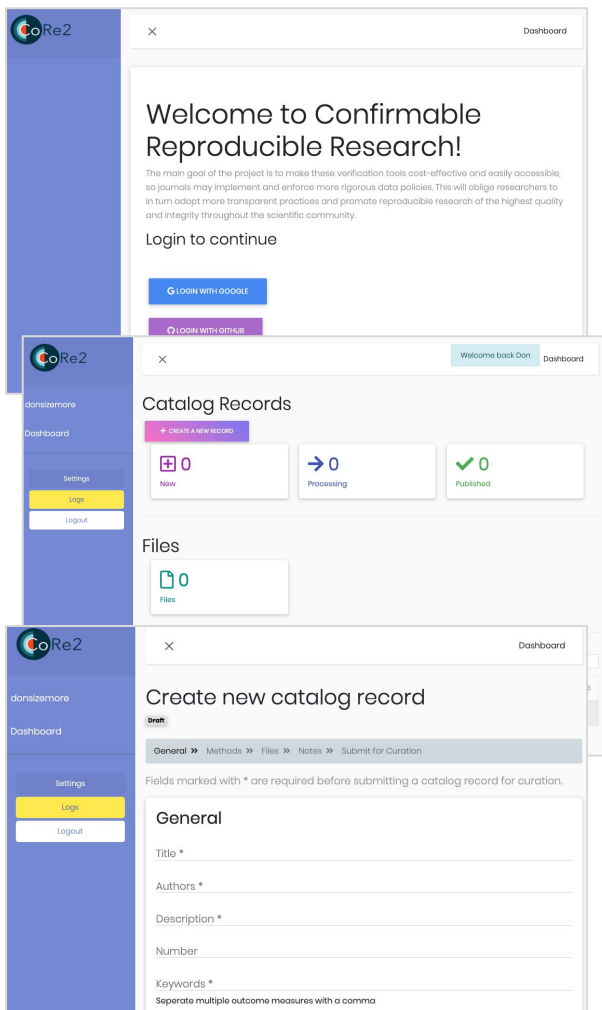 CoRe2
Dashboard
Welcome to Confirmable
Reproducible Research!
The main goal of the project is to make these verification tools cost-effective and easily accessible,
so journals may implement and enforce more rigorous data policies. This will oblige researchers to
in turn adopt more transparent practices and promote reproducible research of the highest quality
and integrity throughout the scientific community.
Login to continue
G LOGIN WITH GOOGLE
LOGIN WITH GITHUB
CoRe2
Welcome back Don
Dashboard
donsizemore
Dashboard
Settings
Logs
Logout
Catalog Records
+ CREATE A NEW RECORD
0
New
0
Processing
0
Published
Files
0
Files
CoRe2
Dashboard
donsizemore
Dashboard
Settings
Logs
Logout
Create new catalog record
Draft
General » Methods » Files » Notes » Submit for Curation
Fields marked with * are required before submitting a catalog record for curation.
General
Title *
Authors *
Description *
Number
Keywords *
Seperate multiple outcome measures with a comma